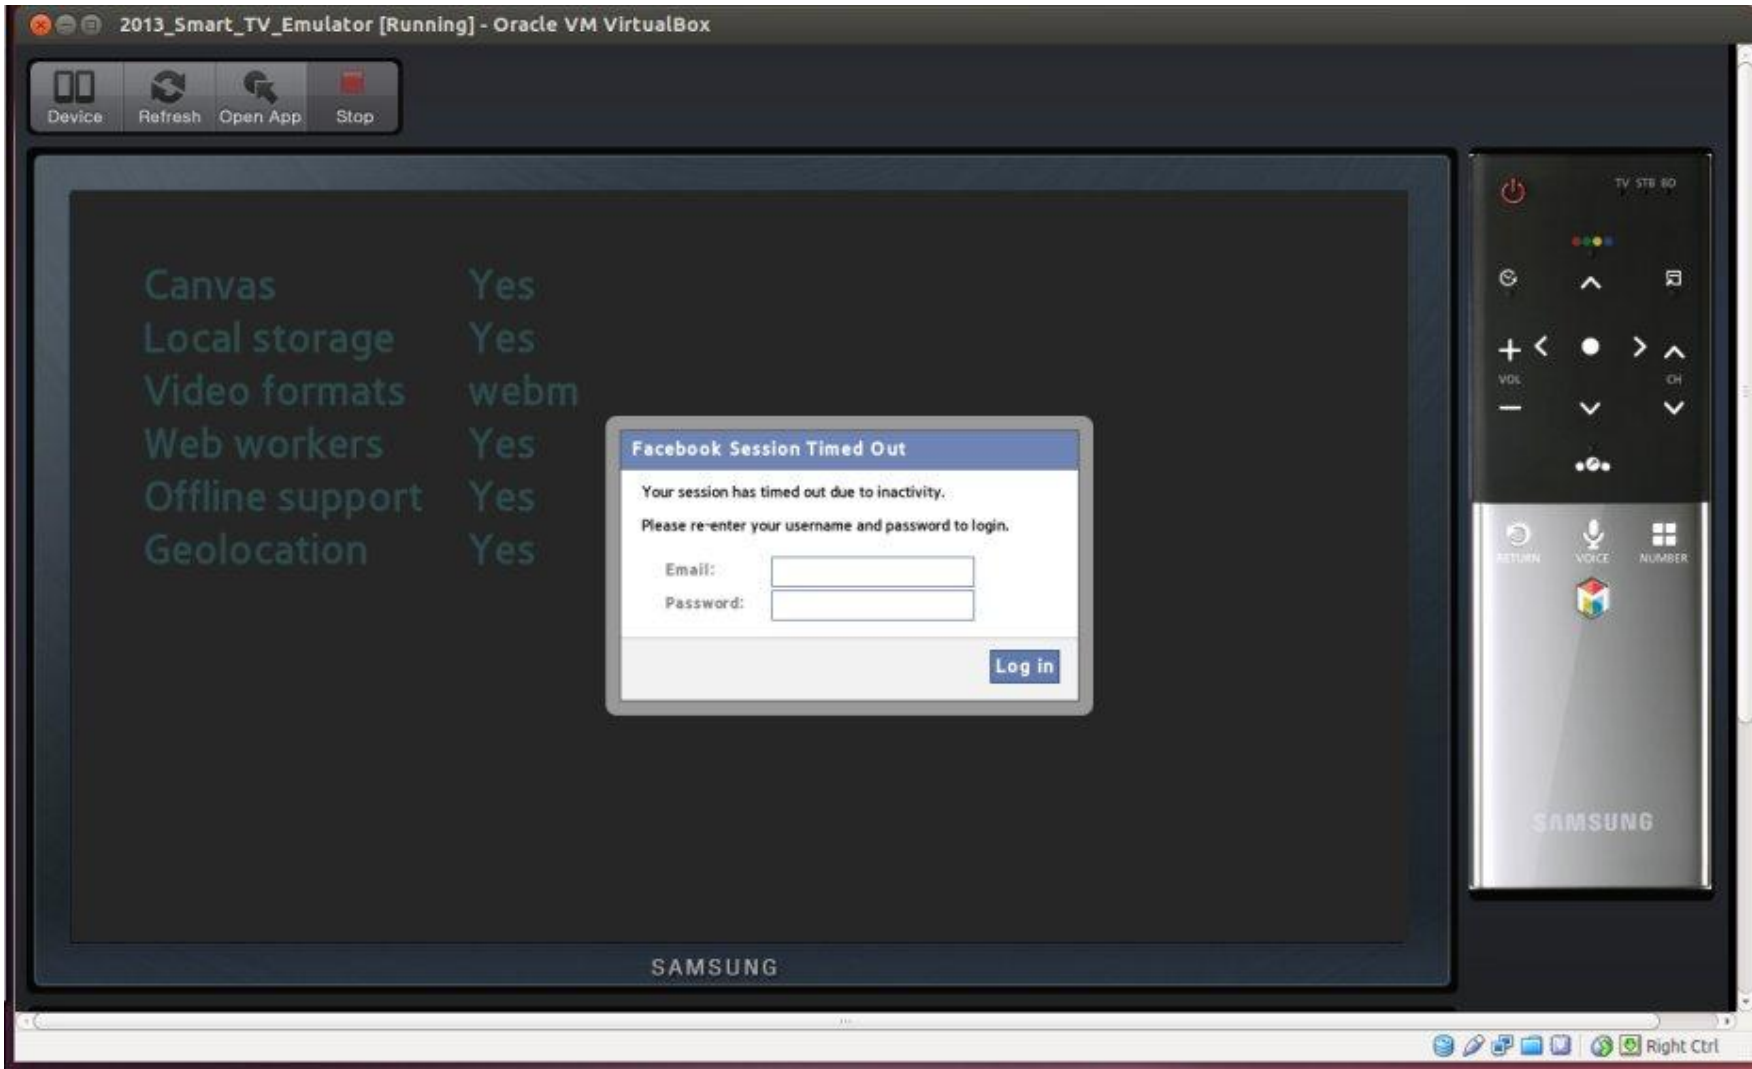 2013_Smart_TV_Emulator [Running] - Oracle VM VirtualBox
Device Refresh Open App Stop
TV STB BD
Canvas Yes
Local storage Yes
Video formats webm
Web workers Yes
Offline support Yes
Geolocation Yes
Facebook Session Timed Out
Your session has timed out due to inactivity.
Please re-enter your username and password to login.
Email:
Password:
Log in
VOL CH
RETURN VOICE NUMBER
SAMSUNG
SAMSUNG
Right Ctrl